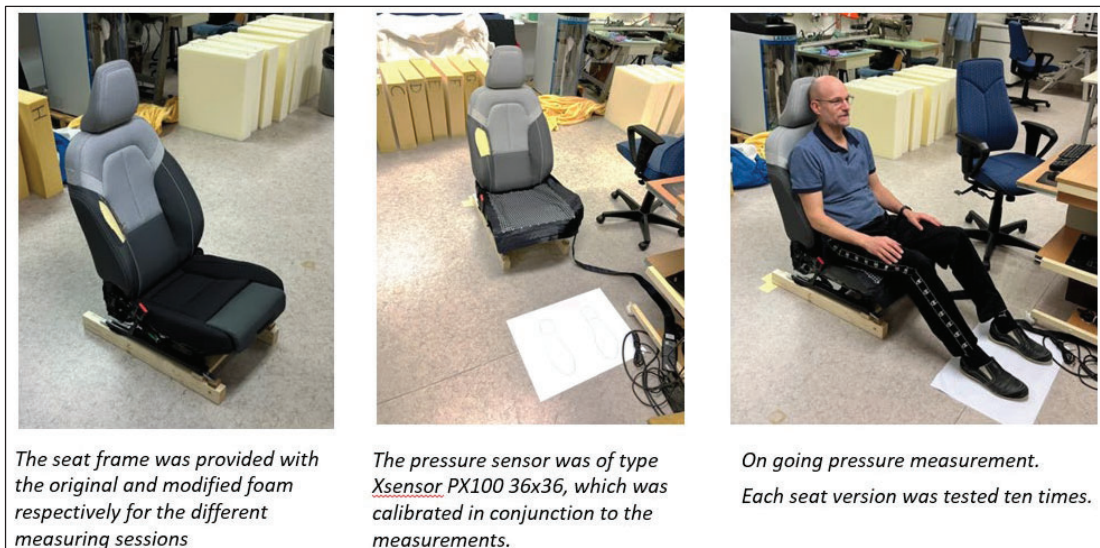 The seat frame was provided with
the original and modified foam
respectively for the different
measuring sessions
The pressure sensor was of type
Xsensor PX100 36x36, which was
calibrated in conjunction to the
measurements.
On going pressure measurement.
Each seat version was tested ten times.